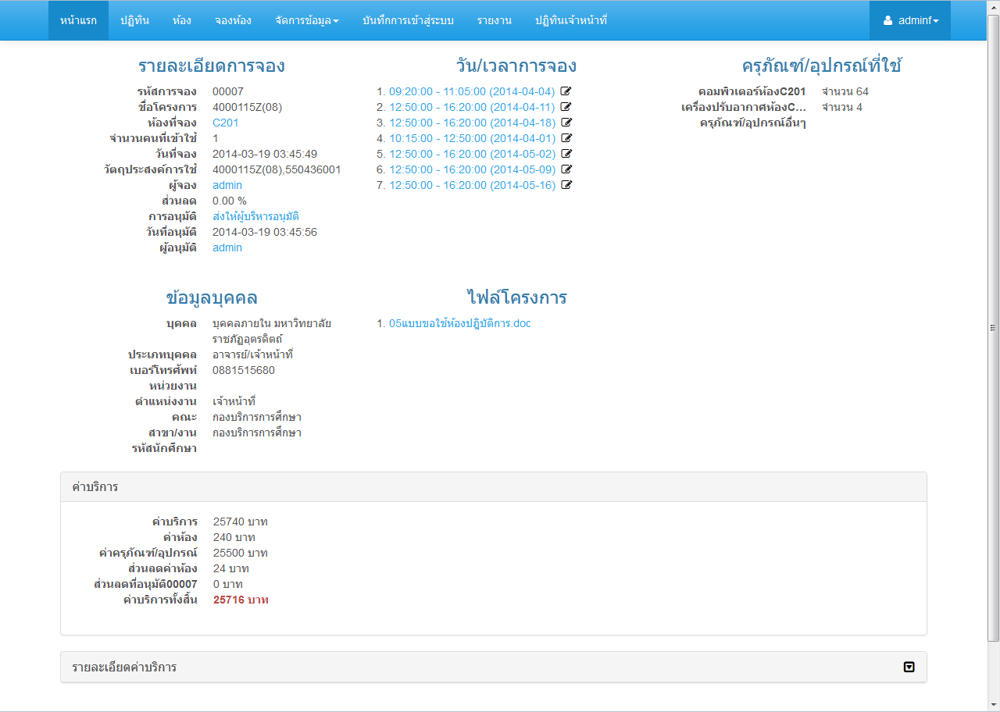 หน้าแรก ปฏิทิน ห้อง จองห้อง จัดการข้อมูล บันทึกการเข้าสู่ระบบ รายงาน ปฏิทินเจ้าหน้าที่ adminf
รายละเอียดการจอง
รหัสการจอง 00007
ชื่อโครงการ 4000115Z(08)
ห้องที่จอง C201
จำนวนคนที่เข้าใช้ 1
วันที่จอง 2014-03-19 03:45:49
วัตถุประสงค์การใช้ 4000115Z(08),550436001
ผู้จอง admin
ส่วนลด 0.00 %
การอนุมัติ ส่งให้ผู้บริหารอนุมัติ
วันที่อนุมัติ 2014-03-19 03:45:56
ผู้อนุมัติ admin
วัน/เวลาการจอง
1. 09:20:00 - 11:05:00 (2014-04-04)
2. 12:50:00 - 16:20:00 (2014-04-11)
3. 12:50:00 - 16:20:00 (2014-04-18)
4. 10:15:00 - 12:50:00 (2014-04-01)
5. 12:50:00 - 16:20:00 (2014-05-02)
6. 12:50:00 - 16:20:00 (2014-05-09)
7. 12:50:00 - 16:20:00 (2014-05-16)
ครุภัณฑ์/อุปกรณ์ที่ใช้
คอมพิวเตอร์ห้องC201 จำนวน 64
เครื่องปรับอากาศห้องC... จำนวน 4
ครุภัณฑ์/อุปกรณ์อื่นๆ
ข้อมูลบุคคล
บุคคล บุคคลภายใน มหาวิทยาลัย
ราชภัฏอุตรดิตถ์
ประเภทบุคคล อาจารย์/เจ้าหน้าที่
เบอร์โทรศัพท์ 0881515680
หน่วยงาน
ตำแหน่งงาน เจ้าหน้าที่
คณะ กองบริการการศึกษา
สาขา/งาน กองบริการการศึกษา
รหัสนักศึกษา
ไฟล์โครงการ
1. 05แบบขอใช้ห้องปฎิบัติการ.doc
ค่าบริการ
ค่าบริการ 25740 บาท
ค่าห้อง 240 บาท
ค่าครุภัณฑ์/อุปกรณ์ 25500 บาท
ส่วนลดค่าห้อง 24 บาท
ส่วนลดที่อนุมัติ00007 0 บาท
ค่าบริการทั้งสิ้น 25716 บาท
รายละเอียดค่าบริการ